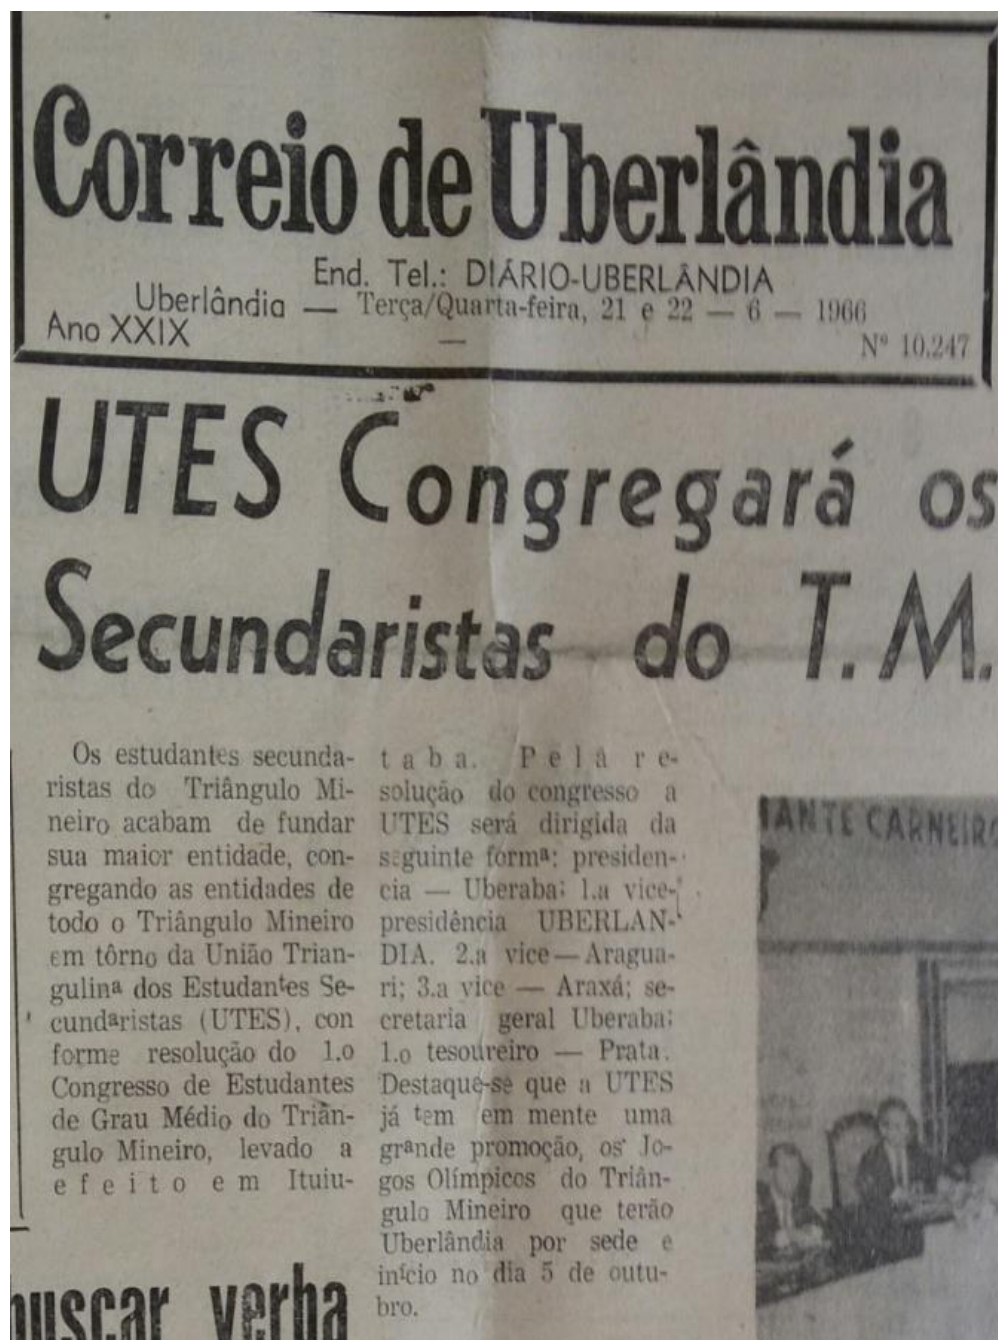 Correio de Uberlândia
End. Tel.: DIÁRIO-UBERLÂNDIA
Uberlândia — Terça/Quarta-feira, 21 e 22 — 6 — 1966
Ano XXIX — Nº 10.247
UTES Congregará os
Secundaristas do T.M.
Os estudantes secunda-
ristas do Triângulo Mi-
neiro acabam de fundar
sua maior entidade, con-
gregando as entidades de
todo o Triângulo Mineiro
em tôrno da União Trian-
gulina dos Estudantes Se-
cundaristas (UTES), con
forme resolução do 1.o
Congresso de Estudantes
de Grau Médio do Triân-
gulo Mineiro, levado a
efeito em Ituiu-
taba. Pela re-
solução do congresso a
UTES será dirigida da
seguinte forma: presiden-
cia — Uberaba; 1.a vice-
presidência UBERLAN-
DIA. 2.a vice — Aragua-
ri; 3.a vice — Araxá; se-
cretaria geral Uberaba;
1.o tesoureiro — Prata.
Destaque-se que a UTES
já tem em mente uma
grande promoção, os Jo-
gos Olímpicos do Triân-
gulo Mineiro que terão
Uberlândia por sede e
início no dia 5 de outu-
bro.
ANTE CARNEIRO
buscar verba